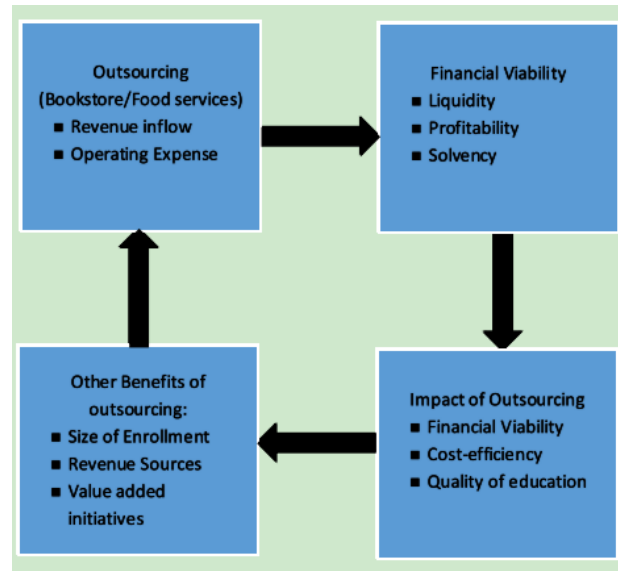 Outsourcing
(Bookstore/Food services)
■ Revenue inflow
■ Operating Expense
Financial Viability
■ Liquidity
■ Profitability
■ Solvency
Other Benefits of
outsourcing:
■ Size of Enrollment
■ Revenue Sources
■ Value added
initiatives
Impact of Outsourcing
■ Financial Viability
■ Cost-efficiency
■ Quality of education